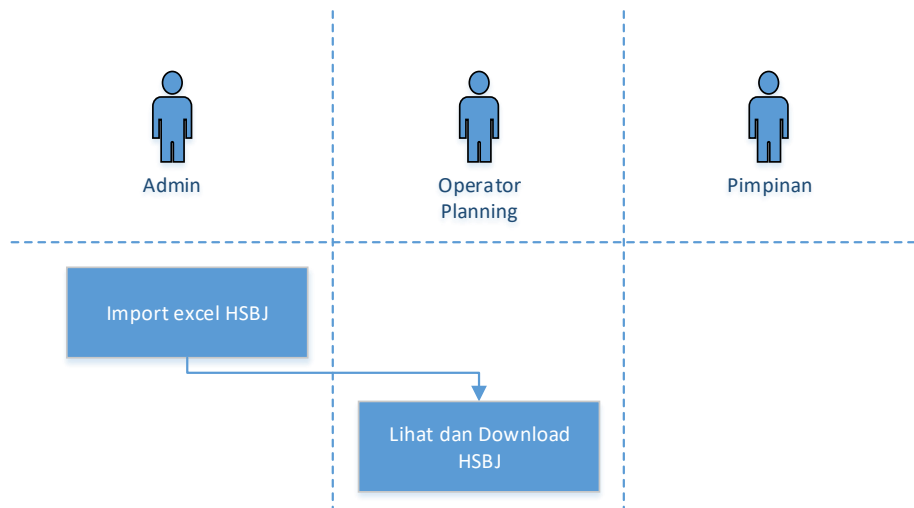 Admin
Operator
Planning
Pimpinan
Import excel HSBJ
Lihat dan Download
HSBJ